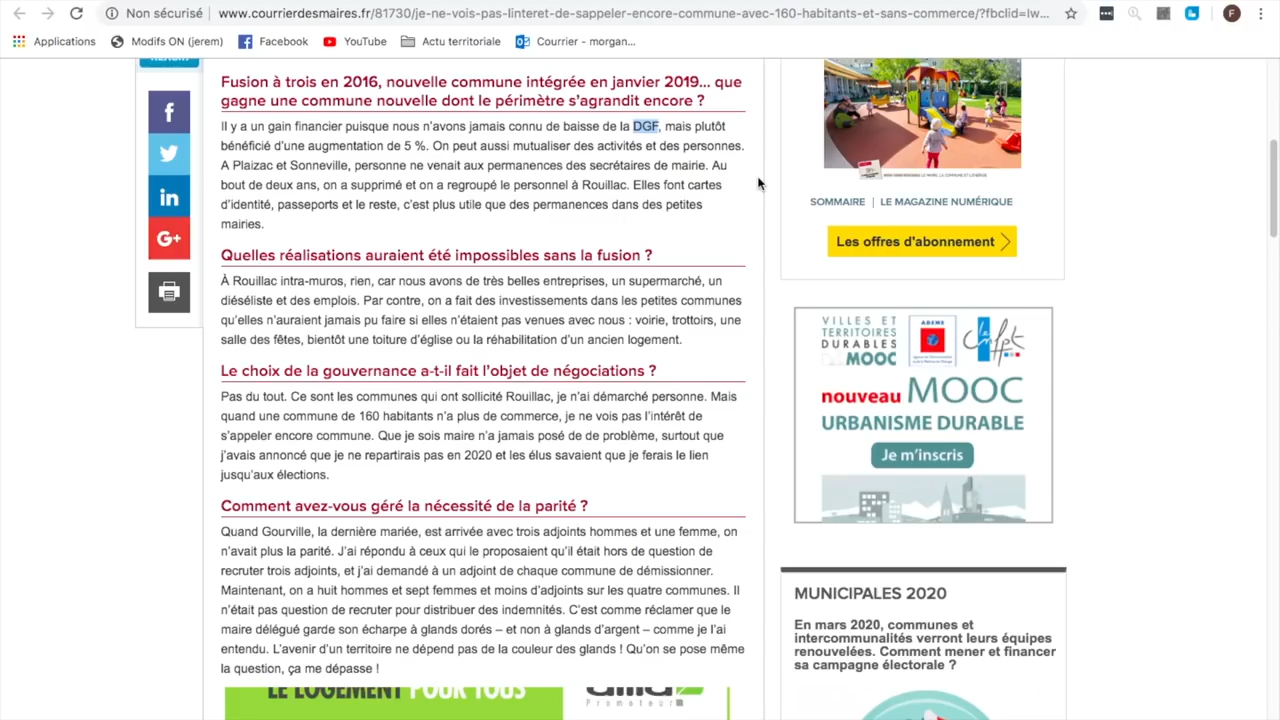 Non sécurisé | www.courrierdesmaires.fr/81730/je-ne-vois-pas-linteret-de-sappeler-encore-commune-avec-160-habitants-et-sans-commerce/?fbclid=Iw...
F
Applications
Modifs ON (jerem)
Facebook
YouTube
Actu territoriale
Courrier - morgan...
Fusion à trois en 2016, nouvelle commune intégrée en janvier 2019... que
gagne une commune nouvelle dont le périmètre s'agrandit encore ?
Il y a un gain financier puisque nous n'avons jamais connu de baisse de la DGF, mais plutôt
bénéficié d'une augmentation de 5 %. On peut aussi mutualiser des activités et des personnes.
A Plaizac et Sonneville, personne ne venait aux permanences des secrétaires de mairie. Au
bout de deux ans, on a supprimé et on a regroupé le personnel à Rouillac. Elles font cartes
d'identité, passeports et le reste, c'est plus utile que des permanences dans des petites
mairies.
Quelles réalisations auraient été impossibles sans la fusion ?
À Rouillac intra-muros, rien, car nous avons de très belles entreprises, un supermarché, un
diéséliste et des emplois. Par contre, on a fait des investissements dans les petites communes
qu'elles n'auraient jamais pu faire si elles n'étaient pas venues avec nous : voirie, trottoirs, une
salle des fêtes, bientôt une toiture d'église ou la réhabilitation d'un ancien logement.
Le choix de la gouvernance a-t-il fait l'objet de négociations ?
Pas du tout. Ce sont les communes qui ont sollicité Rouillac, je n'ai démarché personne. Mais
quand une commune de 160 habitants n'a plus de commerce, je ne vois pas l'intérêt de
s'appeler encore commune. Que je sois maire n'a jamais posé de de problème, surtout que
j'avais annoncé que je ne repartirais pas en 2020 et les élus savaient que je ferais le lien
jusqu'aux élections.
Comment avez-vous géré la nécessité de la parité ?
Quand Gourville, la dernière mariée, est arrivée avec trois adjoints hommes et une femme, on
n'avait plus la parité. J'ai répondu à ceux qui le proposaient qu'il était hors de question de
recruter trois adjoints, et j'ai demandé à un adjoint de chaque commune de démissionner.
Maintenant, on a huit hommes et sept femmes et moins d'adjoints sur les quatre communes. Il
n'était pas question de recruter pour distribuer des indemnités. C'est comme réclamer que le
maire délégué garde son écharpe à glands dorés – et non à glands d'argent – comme je l'ai
entendu. L'avenir d'un territoire ne dépend pas de la couleur des glands ! Qu'on se pose même
la question, ça me dépasse !
LE LOGEMENT POUR TOUS
Promoteur
SOMMAIRE | LE MAGAZINE NUMÉRIQUE
Les offres d'abonnement
VILLES ET
TERRITOIRES
DURABLES
MOOC
ADEME
cnfpt
nouveau MOOC
URBANISME DURABLE
Je m'inscris
MUNICIPALES 2020
En mars 2020, communes et
intercommunalités verront leurs équipes
renouvelées. Comment mener et financer
sa campagne électorale ?